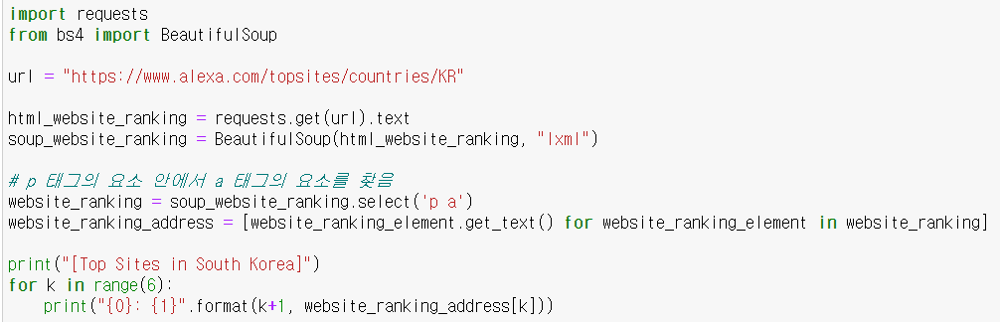 import requests
from bs4 import BeautifulSoup
url = "https://www.alexa.com/topsites/countries/KR"
html_website_ranking = requests.get(url).text
soup_website_ranking = BeautifulSoup(html_website_ranking, "lxml")
# p 태그의 요소 안에서 a 태그의 요소를 찾음
website_ranking = soup_website_ranking.select('p a')
website_ranking_address = [website_ranking_element.get_text() for website_ranking_element in website_ranking]
print("[Top Sites in South Korea]")
for k in range(6):
    print("{0}: {1}".format(k+1, website_ranking_address[k]))